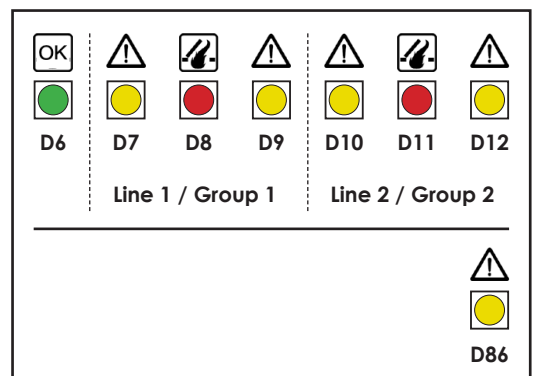 OK
D6 D7 D8 D9 D10 D11 D12
Line 1 / Group 1 Line 2 / Group 2
D86